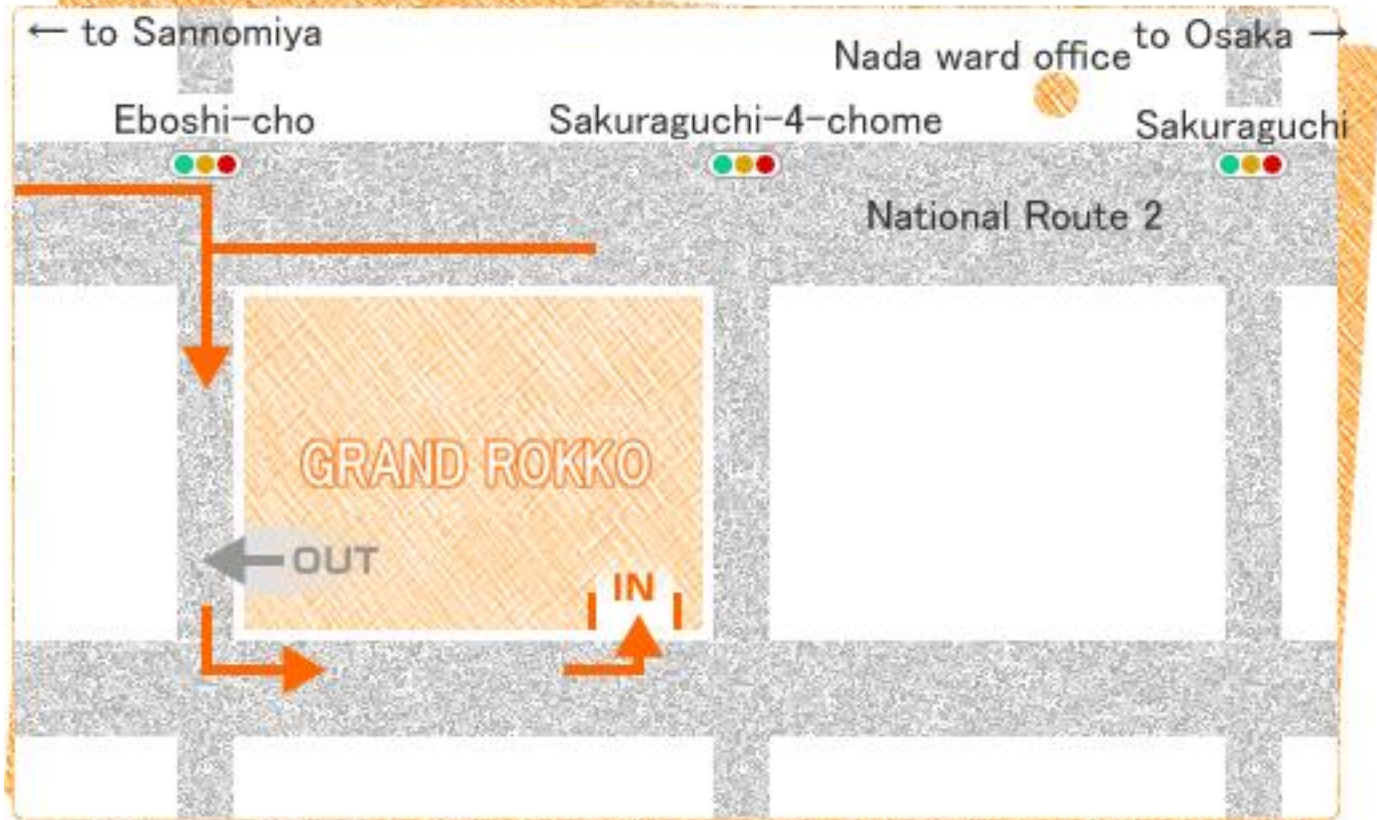 ← to Sannomiya
to Osaka →
Nada ward office
Eboshi-cho
Sakuraguchi-4-chome
Sakuraguchi
National Route 2
GRAND ROKKO
OUT
IN